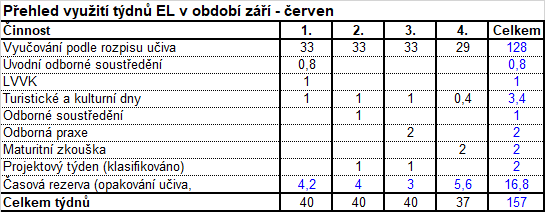 Přehled využití týdnů EL v období září - červen
Činnost 1. 2. 3. 4. Celkem
Vyučování podle rozpisu učiva 33 33 33 29 128
Úvodní odborné soustředění 0,8 0,8
LVVK 1 1
Turistické a kulturní dny 1 1 1 0,4 3,4
Odborné soustředění 1 1
Odborná praxe 2 2
Maturitní zkouška 2 2
Projektový týden (klasifikováno) 1 1 2
Časová rezerva (opakování učiva, 4,2 4 3 5,6 16,8
Celkem týdnů 40 40 40 37 157